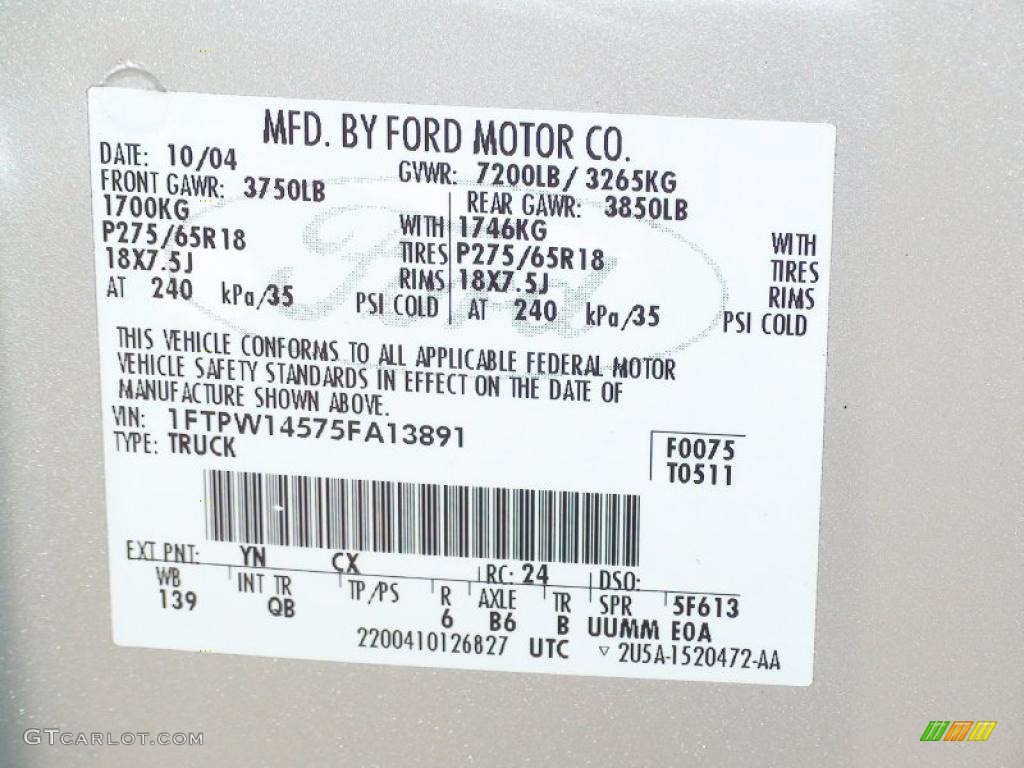 MFD. BY FORD MOTOR CO.
DATE: 10/04 GVWR: 7200LB/ 3265KG
FRONT GAWR: 3750LB REAR GAWR: 3850LB
1700KG WITH 1746KG WITH
P275/65R18 TIRES P275/65R18 TIRES
18X7.5J RIMS 18X7.5J RIMS
AT 240 kPa/35 PSI COLD AT 240 kPa/35 PSI COLD
THIS VEHICLE CONFORMS TO ALL APPLICABLE FEDERAL MOTOR
VEHICLE SAFETY STANDARDS IN EFFECT ON THE DATE OF
MANUFACTURE SHOWN ABOVE.
VIN: 1FTPW14575FA13891
TYPE: TRUCK
F0075
T0511
EXT PNT: YN CX RC: 24 DSO:
WB INT TR TP/PS R AXLE TR SPR 5F613
139 QB 6 B6 B UUMM EOA
2200410126827 UTC ▽ 2U5A-1520472-AA
Ford
GTCARLOT.COM